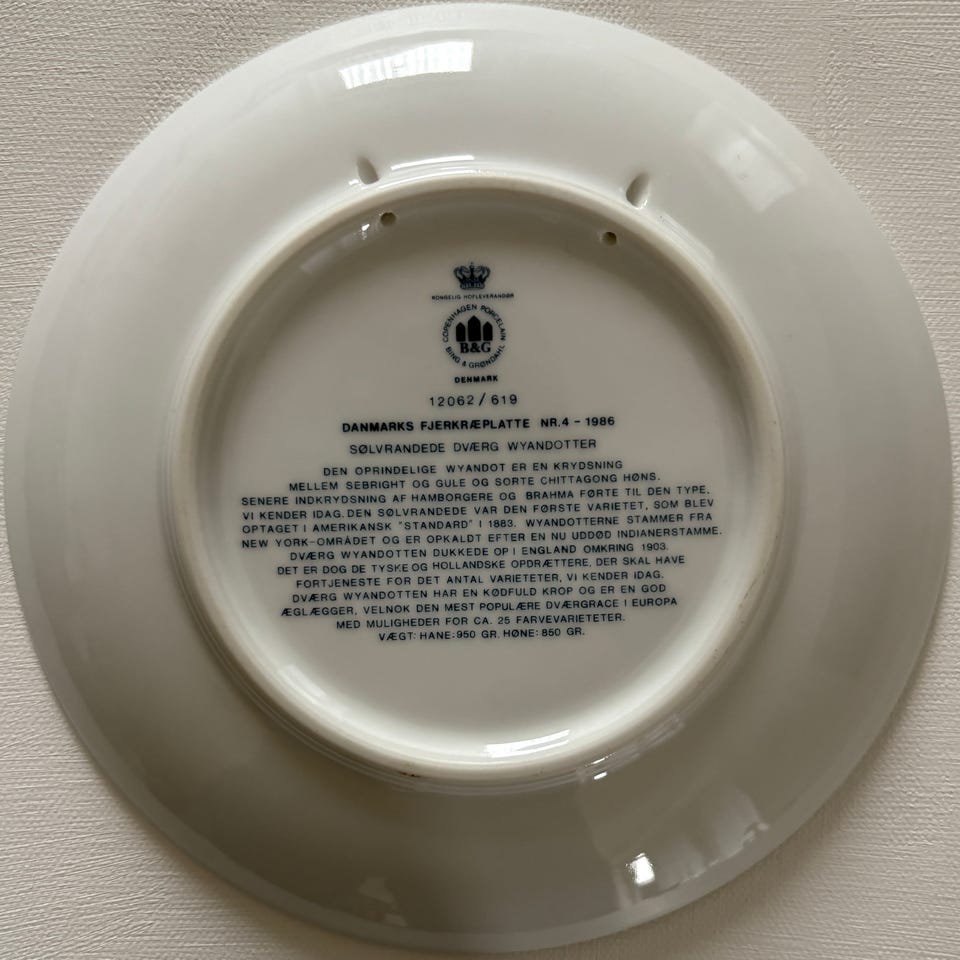 KONGELIG HOFLEVERANDØR
COPENHAGEN PORCELAIN
B&G
BING & GRØNDAHL
DENMARK
12062/619
DANMARKS FJERKRÆPLATTE NR.4 - 1986
SØLVRANDEDE DVÆRG WYANDOTTER
DEN OPRINDELIGE WYANDOT ER EN KRYDSNING
MELLEM SEBRIGHT OG GULE OG SORTE CHITTAGONG HØNS.
SENERE INDKRYDSNING AF HAMBORGERE OG BRAHMA FØRTE TIL DEN TYPE,
VI KENDER IDAG. DEN SØLVRANDEDE VAR DEN FØRSTE VARIETET, SOM BLEV
OPTAGET I AMERIKANSK "STANDARD" I 1883. WYANDOTTERNE STAMMER FRA
NEW YORK-OMRÅDET OG ER OPKALDT EFTER EN NU UDDØD INDIANERSTAMME.
DVÆRG WYANDOTTEN DUKKEDE OP I ENGLAND OMKRING 1903.
DET ER DOG DE TYSKE OG HOLLANDSKE OPDRÆTTERE, DER SKAL HAVE
FORTJENESTE FOR DET ANTAL VARIETETER, VI KENDER IDAG.
DVÆRG WYANDOTTEN HAR EN KØDFULD KROP OG ER EN GOD
ÆGLÆGGER, VELNOK DEN MEST POPULÆRE DVÆRGRACE I EUROPA
MED MULIGHEDER FOR CA. 25 FARVEVARIETETER.
VÆGT: HANE: 950 GR. HØNE: 850 GR.